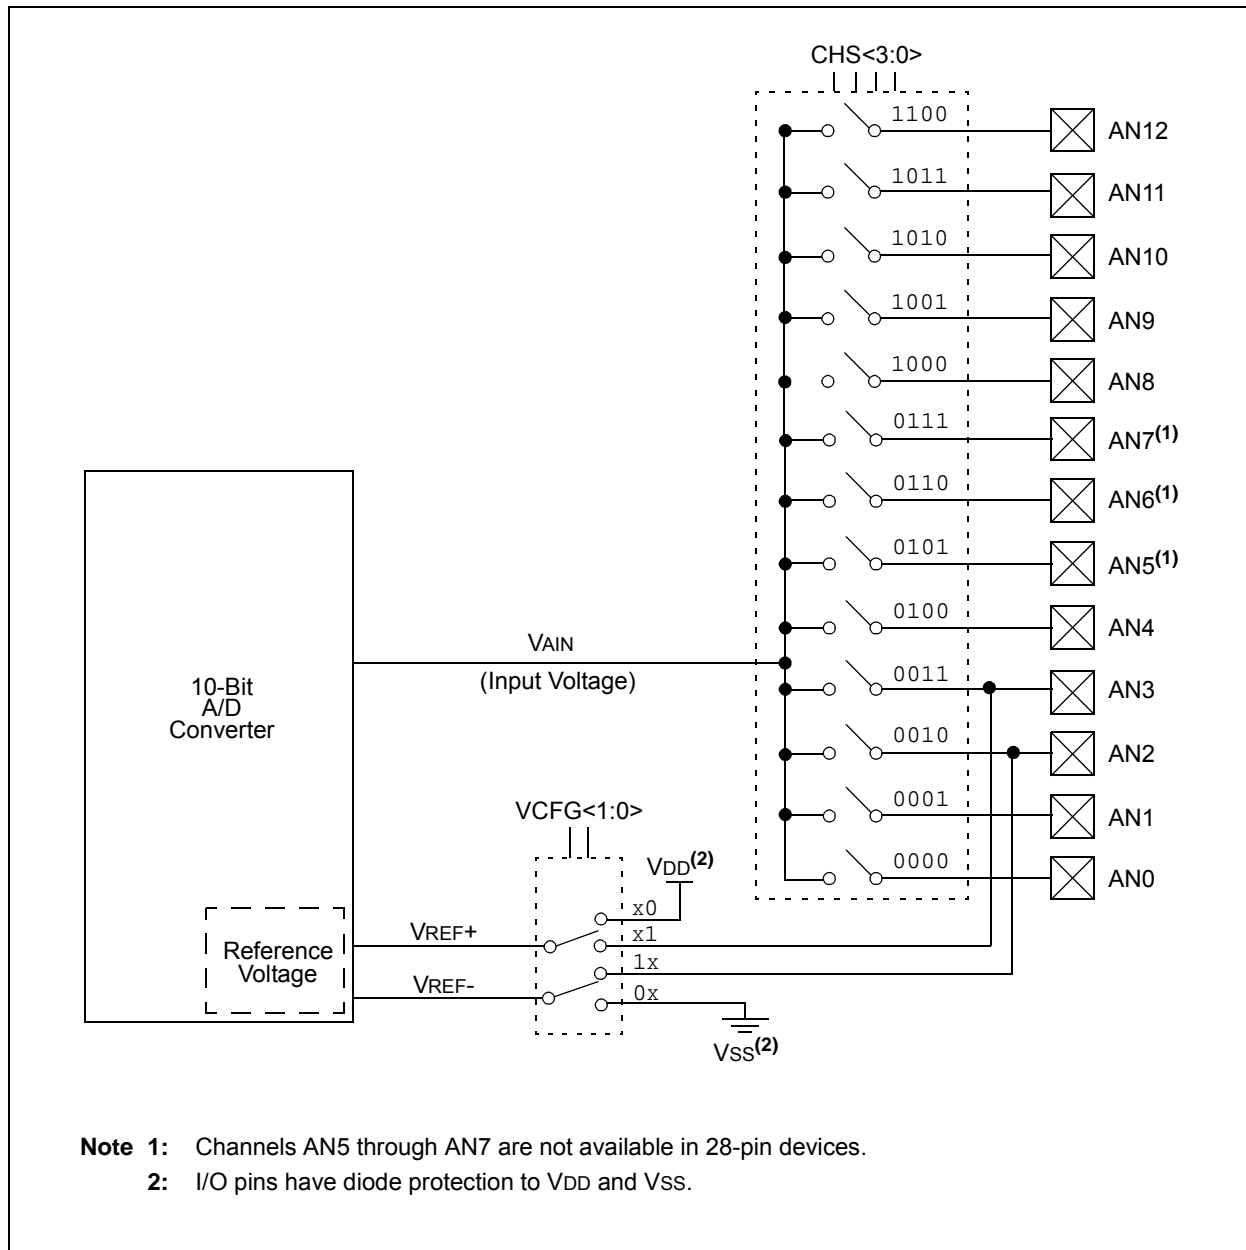 CHS<3:0>
1100 AN12
1011 AN11
1010 AN10
1001 AN9
1000 AN8
0111 AN7(1)
0110 AN6(1)
0101 AN5(1)
0100 AN4
VAIN
(Input Voltage)
0011 AN3
0010 AN2
0001 AN1
0000 AN0
10-Bit
A/D
Converter
VCFG<1:0>
VDD(2)
x0
x1
1x
0x
VREF+
VREF-
Reference
Voltage
VSS(2)
Note 1: Channels AN5 through AN7 are not available in 28-pin devices.
2: I/O pins have diode protection to VDD and VSS.